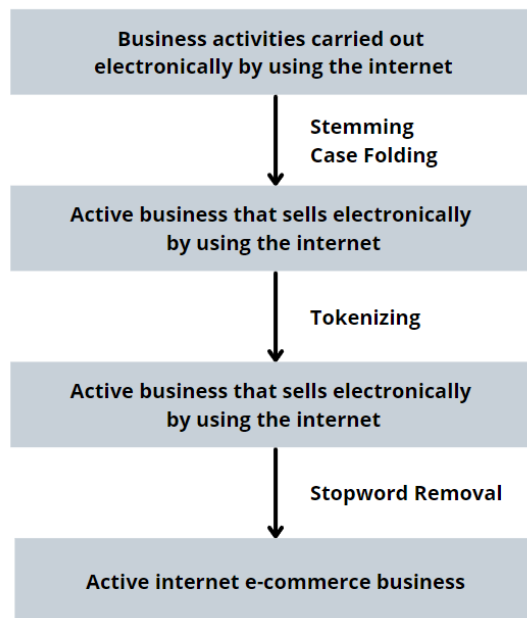 Business activities carried out
electronically by using the internet
Stemming
Case Folding
Active business that sells electronically
by using the internet
Tokenizing
Active business that sells electronically
by using the internet
Stopword Removal
Active internet e-commerce business